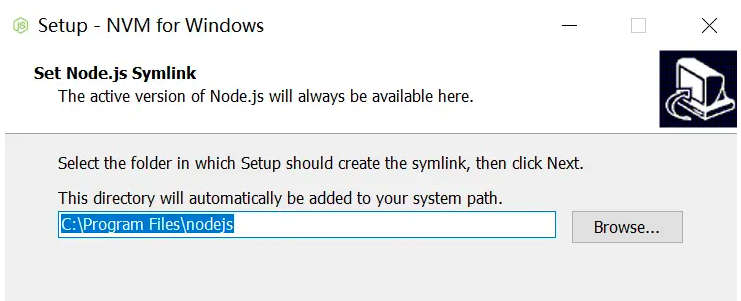 Setup - NVM for Windows
Set Node.js Symlink
The active version of Node.js will always be available here.
Select the folder in which Setup should create the symlink, then click Next.
This directory will automatically be added to your system path.
C:\Program Files\nodejs
Browse...